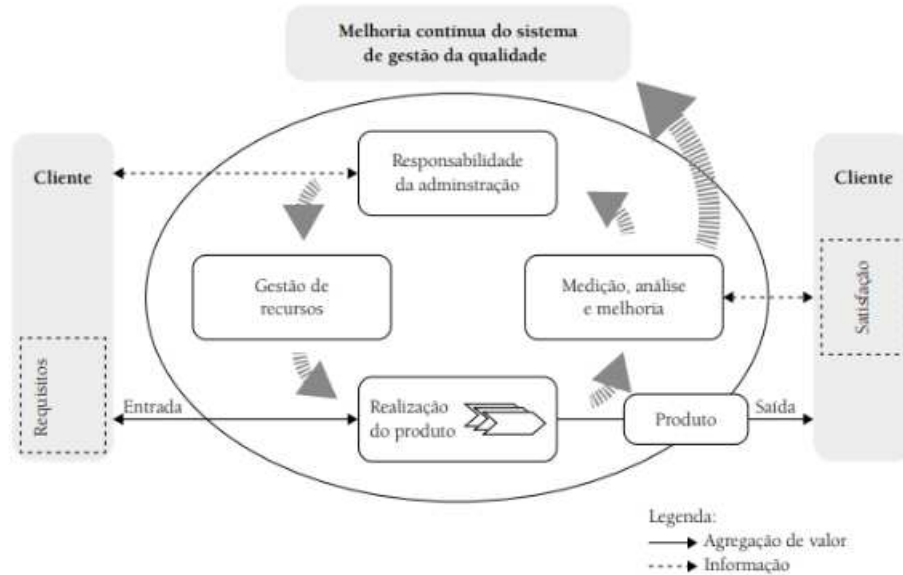 Melhoria contínua do sistema
de gestão da qualidade
Cliente
Responsabilidade
da adminstração
Cliente
Gestão de
recursos
Medição, análise
e melhoria
Satisfação
Requisitos
Entrada
Realização
do produto
Produto
Saída
Legenda:
Agregação de valor
Informação